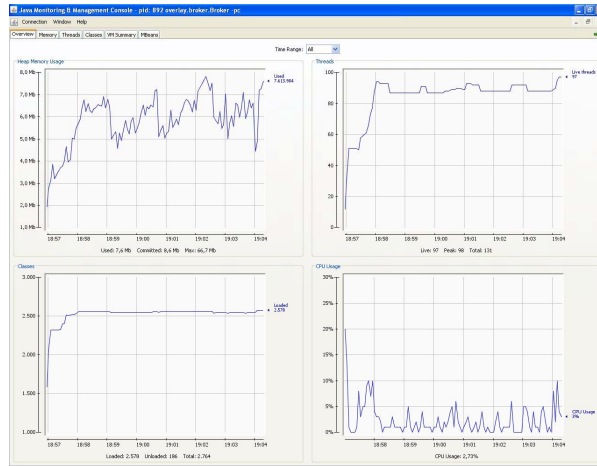 Java Monitoring & Management Console - pid: 892 overlay.broker.Broker -pc
Connection Window Help
Overview Memory Threads Classes VM Summary MBeans
Time Range: All
Heap Memory Usage
8,0 Mb
7,0 Mb
6,0 Mb
5,0 Mb
4,0 Mb
3,0 Mb
2,0 Mb
1,0 Mb
Used
7.613.904
18:57 18:58 18:59 19:00 19:01 19:02 19:03 19:04
Used: 7,6 Mb Committed: 8,6 Mb Max: 66,7 Mb
Threads
100
80
60
40
20
0
Live threads
97
18:57 18:58 18:59 19:00 19:01 19:02 19:03 19:04
Live: 97 Peak: 98 Total: 131
Classes
3.000
2.500
2.000
1.500
1.000
Loaded
2.578
18:57 18:58 18:59 19:00 19:01 19:02 19:03 19:04
Loaded: 2.578 Unloaded: 186 Total: 2.764
CPU Usage
30%
25%
20%
15%
10%
5%
0%
CPU Usage
3%
18:57 18:58 18:59 19:00 19:01 19:02 19:03 19:04
CPU Usage: 2,73%